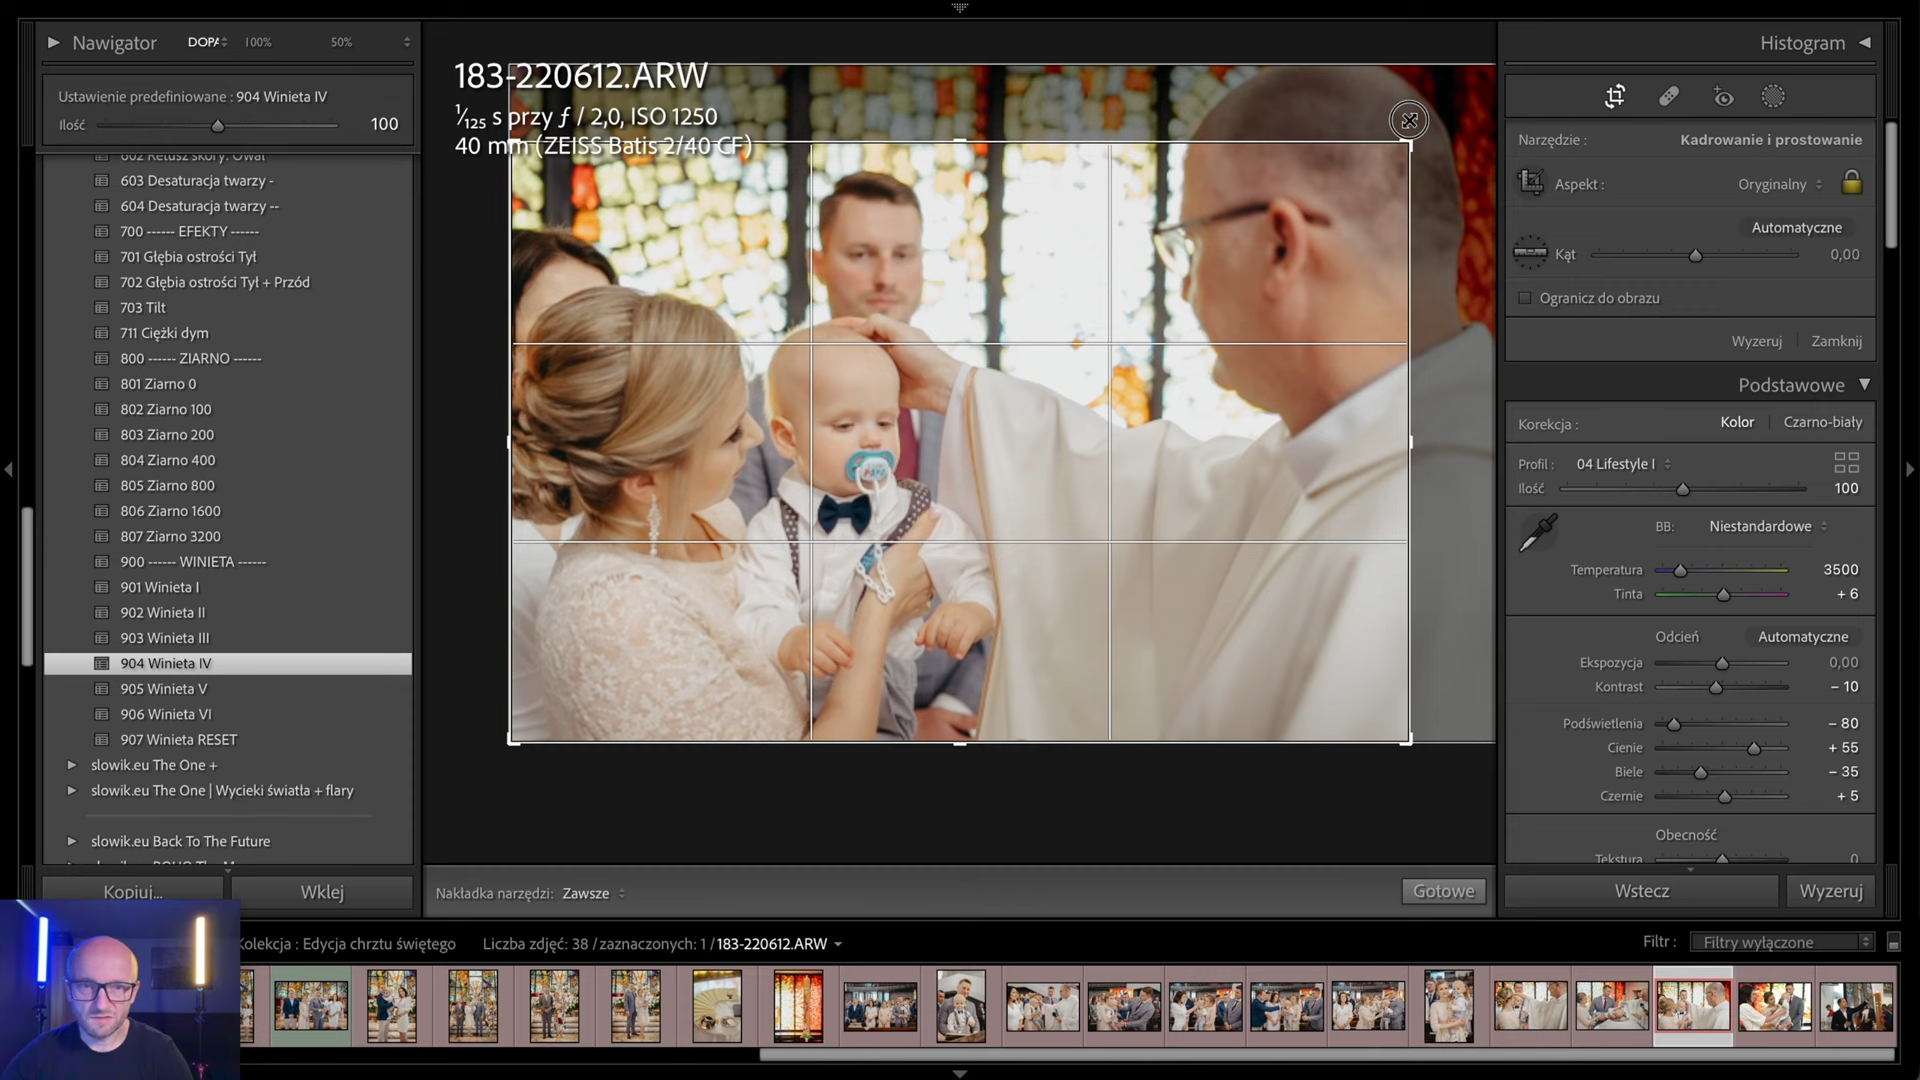 Nawigator DOPA 100% 50%
Ustawienie predefiniowane : 904 Winieta IV
Ilość 100
602 Retusz skóry: Owal
603 Desaturacja twarzy -
604 Desaturacja twarzy --
700 ------ EFEKTY ------
701 Głębia ostrości Tył
702 Głębia ostrości Tył + Przód
703 Tilt
711 Ciężki dym
800 ------ ZIARNO ------
801 Ziarno 0
802 Ziarno 100
803 Ziarno 200
804 Ziarno 400
805 Ziarno 800
806 Ziarno 1600
807 Ziarno 3200
900 ------ WINIETA ------
901 Winieta I
902 Winieta II
903 Winieta III
904 Winieta IV
905 Winieta V
906 Winieta VI
907 Winieta RESET
slowik.eu The One +
slowik.eu The One | Wycieki światła + flary
slowik.eu Back To The Future
Kopiuj... Wklej
183-220612.ARW
1/125 s przy ƒ / 2,0, ISO 1250
40 mm (ZEISS Batis 2/40 CF)
Nakładka narzędzi: Zawsze
Gotowe
Histogram
Narzędzie : Kadrowanie i prostowanie
Aspekt : Oryginalny
Automatyczne
Kąt 0,00
Ogranicz do obrazu
Wyzeruj Zamknij
Podstawowe
Korekcja : Kolor Czarno-biały
Profil : 04 Lifestyle I
Ilość 100
BB: Niestandardowe
Temperatura 3500
Tinta + 6
Odcień Automatyczne
Ekspozycja 0,00
Kontrast – 10
Podświetlenia – 80
Cienie + 55
Biele – 35
Czernie + 5
Obecność
Tekstura 0
Wstecz Wyzeruj
Kolekcja : Edycja chrztu świętego Liczba zdjęć: 38 / zaznaczonych: 1 / 183-220612.ARW
Filtr : Filtry wyłączone